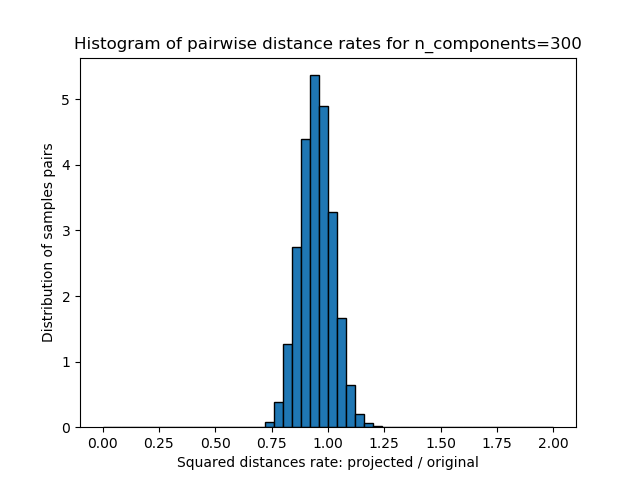 Histogram of pairwise distance rates for n_components=300
Distribution of samples pairs
5
4
3
2
1
0
0.00 0.25 0.50 0.75 1.00 1.25 1.50 1.75 2.00
Squared distances rate: projected / original